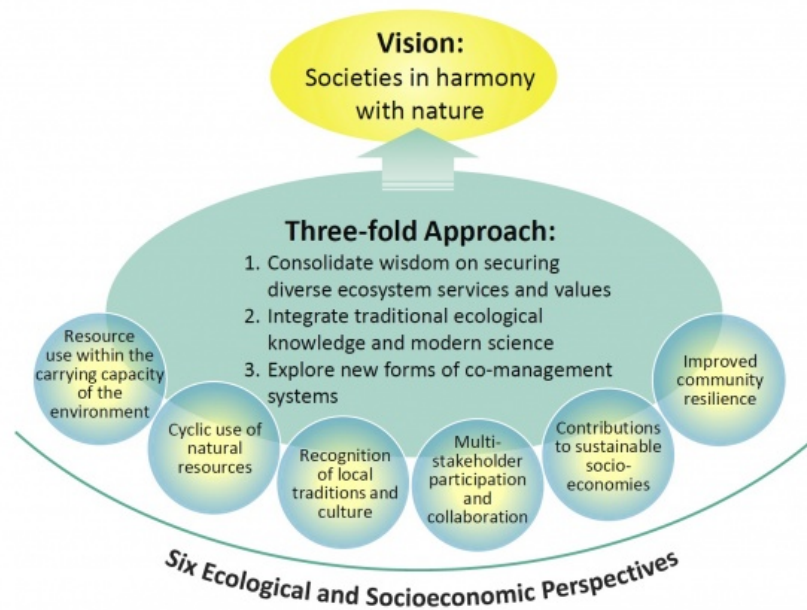 Vision:
Societies in harmony
with nature
Three-fold Approach:
1. Consolidate wisdom on securing
diverse ecosystem services and values
2. Integrate traditional ecological
knowledge and modern science
3. Explore new forms of co-management
systems
Resource
use within the
carrying capacity
of the
environment
Cyclic use of
natural
resources
Recognition
of local
traditions and
culture
Multi-
stakeholder
participation
and
collaboration
Contributions
to sustainable
socio-
economies
Improved
community
resilience
Six Ecological and Socioeconomic Perspectives